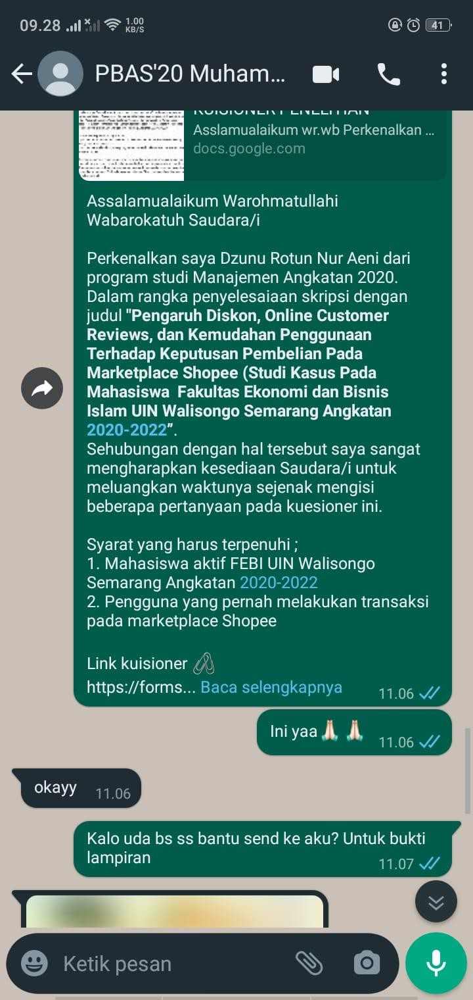 09.28
1.00
KB/S
41
PBAS'20 Muham...
KUISIONER PENELITIAN
Asslamualaikum wr.wb Perkenalkan ...
docs.google.com
Assalamualaikum Warohmatullahi
Wabarokatuh Saudara/i
Perkenalkan saya Dzunu Rotun Nur Aeni dari
program studi Manajemen Angkatan 2020.
Dalam rangka penyelesaiaan skripsi dengan
judul "Pengaruh Diskon, Online Customer
Reviews, dan Kemudahan Penggunaan
Terhadap Keputusan Pembelian Pada
Marketplace Shopee (Studi Kasus Pada
Mahasiswa  Fakultas Ekonomi dan Bisnis
Islam UIN Walisongo Semarang Angkatan
2020-2022”.
Sehubungan dengan hal tersebut saya sangat
mengharapkan kesediaan Saudara/i untuk
meluangkan waktunya sejenak mengisi
beberapa pertanyaan pada kuesioner ini.
Syarat yang harus terpenuhi ;
1. Mahasiswa aktif FEBI UIN Walisongo
Semarang Angkatan 2020-2022
2. Pengguna yang pernah melakukan transaksi
pada marketplace Shopee
Link kuisioner 🖇
https://forms... Baca selengkapnya 11.06
Ini yaa🙏🏻 🙏🏻 11.06
okayy 11.06
Kalo uda bs ss bantu send ke aku? Untuk bukti
lampiran 11.07
Ketik pesan